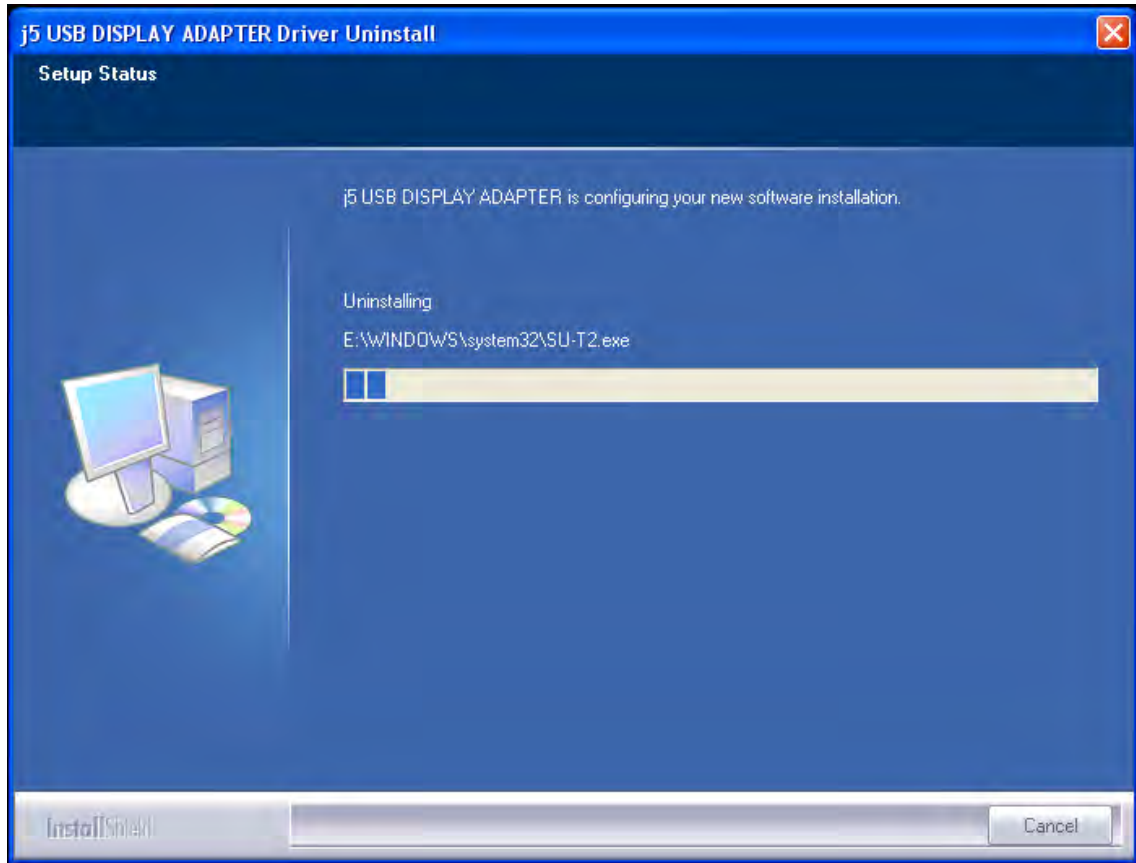 j5 USB DISPLAY ADAPTER Driver Uninstall
Setup Status
j5 USB DISPLAY ADAPTER is configuring your new software installation.
Uninstalling
E:\WINDOWS\system32\SU-T2.exe
InstallShield
Cancel